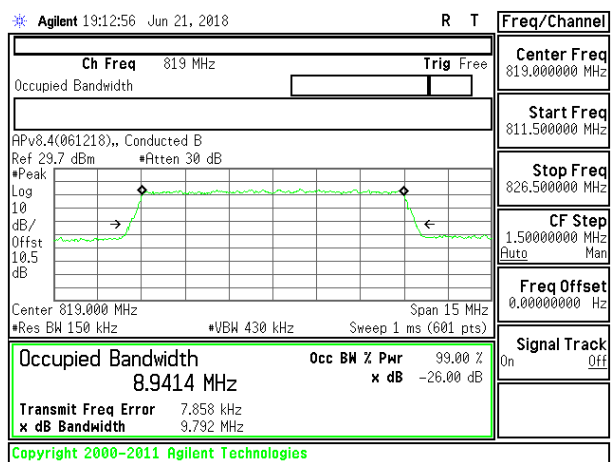 Agilent 19:12:56 Jun 21, 2018 R T Freq/Channel
Ch Freq 819 MHz Trig Free
Occupied Bandwidth
Center Freq
819.000000 MHz
Start Freq
811.500000 MHz
Stop Freq
826.500000 MHz
CF Step
1.50000000 MHz
Auto Man
Freq Offset
0.00000000 Hz
Signal Track
On Off
APv8.4(061218),, Conducted B
Ref 29.7 dBm #Atten 30 dB
#Peak
Log
10
dB/
Offst
10.5
dB
Center 819.000 MHz Span 15 MHz
#Res BW 150 kHz #VBW 430 kHz Sweep 1 ms (601 pts)
Occupied Bandwidth Occ BW % Pwr 99.00 %
8.9414 MHz x dB -26.00 dB
Transmit Freq Error 7.858 kHz
x dB Bandwidth 9.792 MHz
Copyright 2000-2011 Agilent Technologies